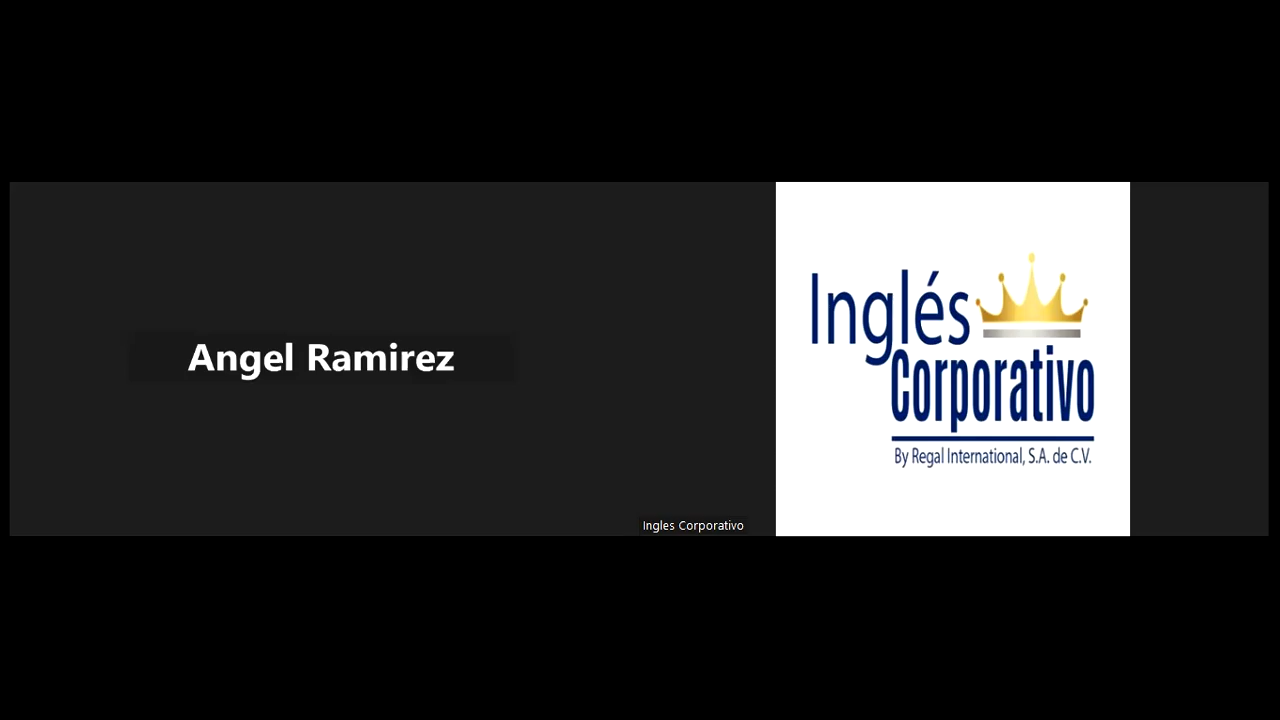 Angel Ramirez
Ingles Corporativo
Inglés
Corporativo
By Regal International, S.A. de C.V.